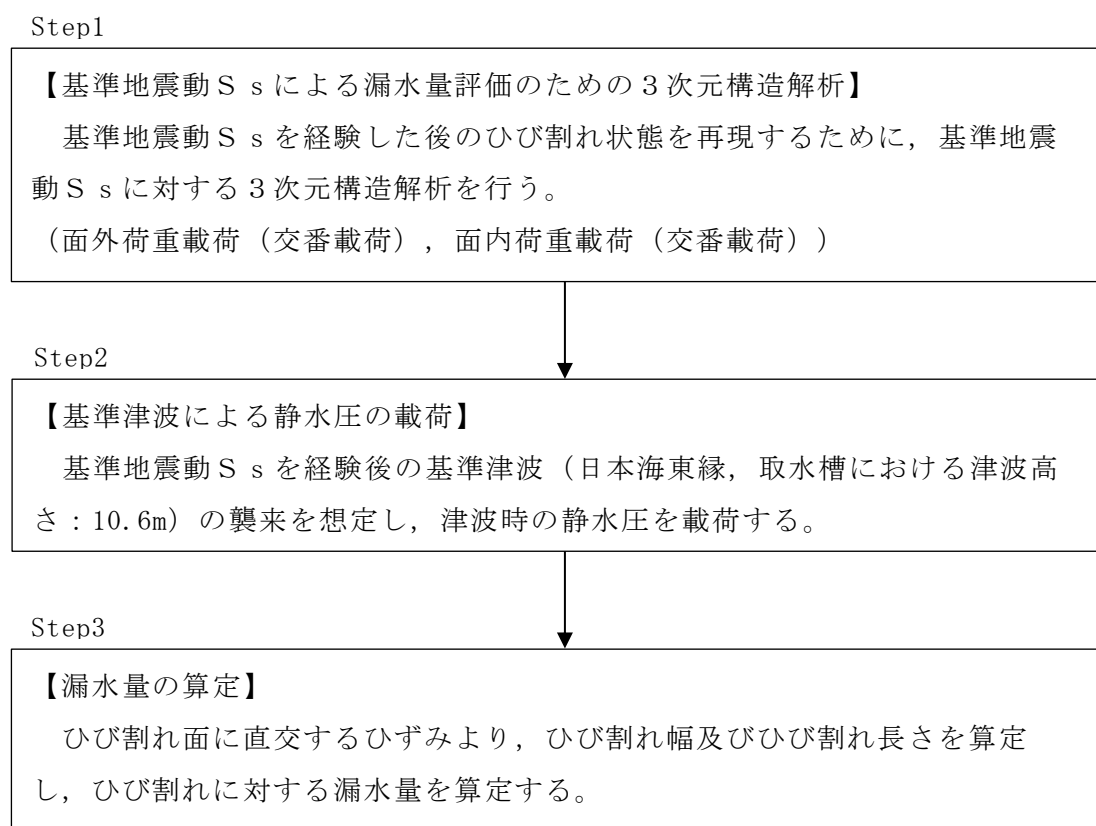 Step1
【基準地震動Ｓｓによる漏水量評価のための３次元構造解析】
基準地震動Ｓｓを経験した後のひび割れ状態を再現するために，基準地震
動Ｓｓに対する３次元構造解析を行う。
（面外荷重載荷（交番載荷），面内荷重載荷（交番載荷））
Step2
【基準津波による静水圧の載荷】
基準地震動Ｓｓを経験後の基準津波（日本海東縁，取水槽における津波高
さ：10.6m）の襲来を想定し，津波時の静水圧を載荷する。
Step3
【漏水量の算定】
ひび割れ面に直交するひずみより，ひび割れ幅及びひび割れ長さを算定
し，ひび割れに対する漏水量を算定する。